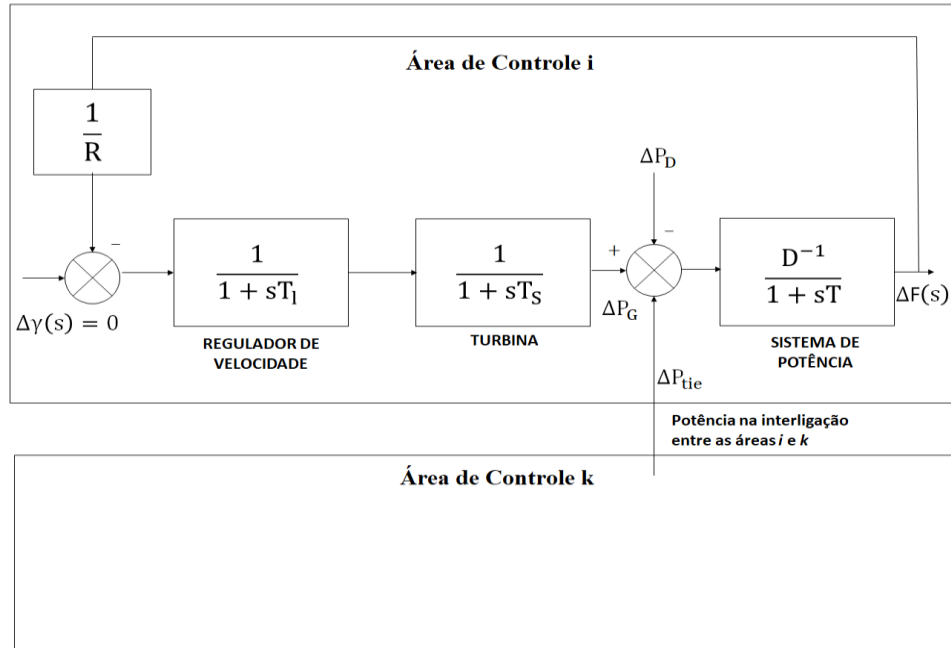 Área de Controle i
1
R
ΔP_D
−
−
1
1 + sT_l
1
1 + sT_S
+
D⁻¹
1 + sT
Δγ(s) = 0
ΔP_G
ΔF(s)
REGULADOR DE
VELOCIDADE
TURBINA
SISTEMA DE
POTÊNCIA
ΔP_tie
Potência na interligação
entre as áreas i e k
Área de Controle k